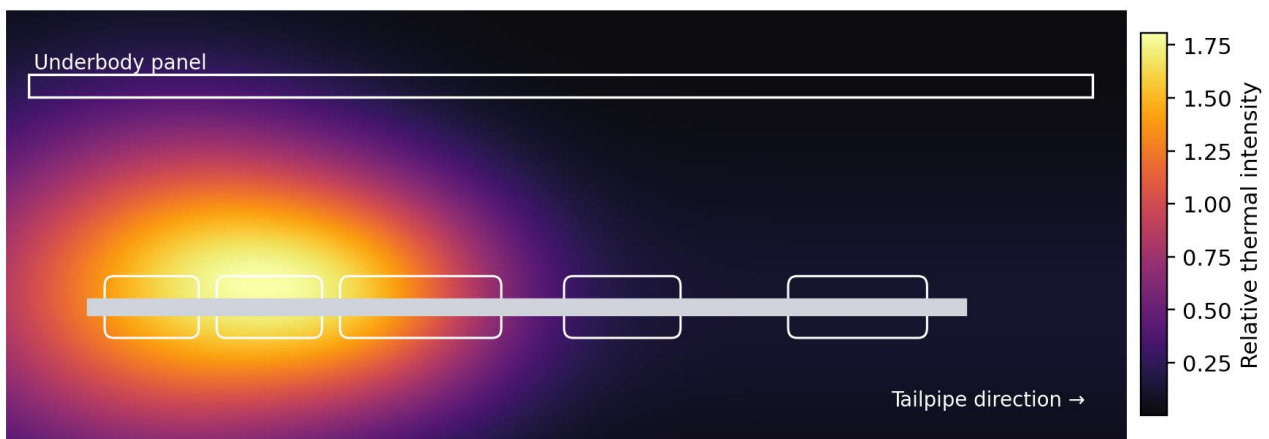 Underbody panel
Tailpipe direction →
1.75
1.50
1.25
1.00
0.75
0.50
0.25
Relative thermal intensity